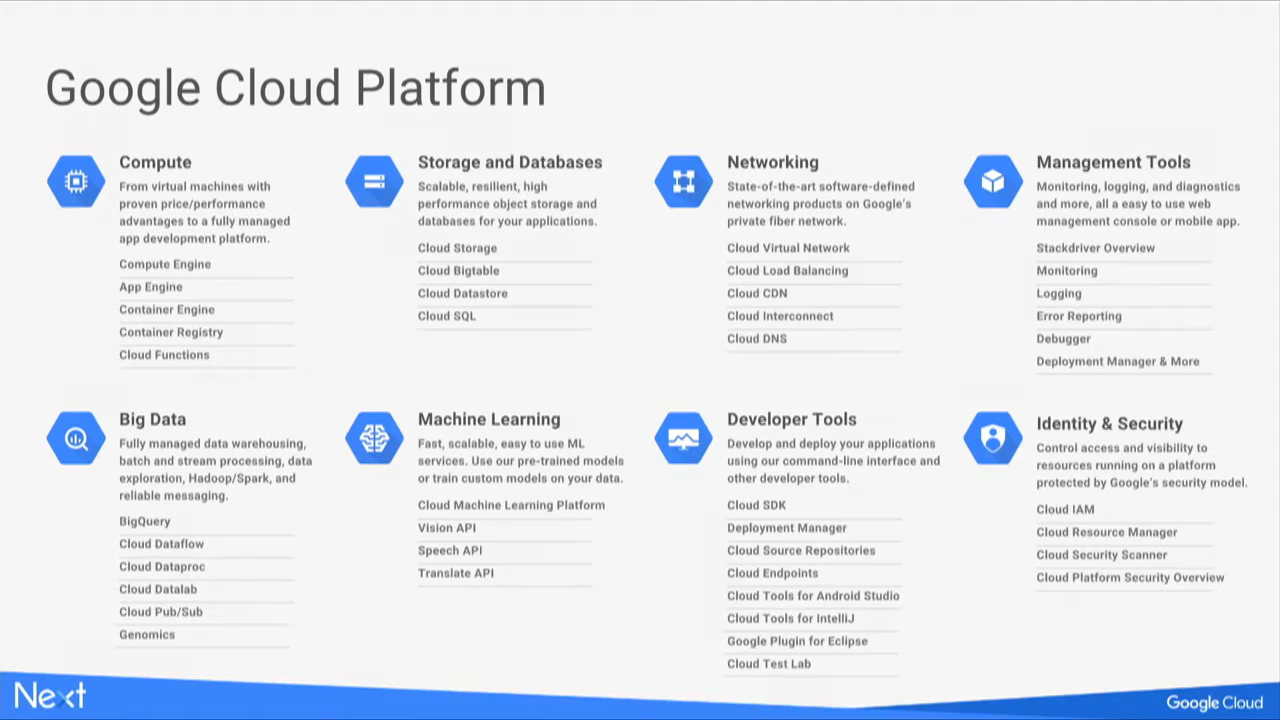 Google Cloud Platform
Compute
From virtual machines with
proven price/performance
advantages to a fully managed
app development platform.
Compute Engine
App Engine
Container Engine
Container Registry
Cloud Functions
Storage and Databases
Scalable, resilient, high
performance object storage and
databases for your applications.
Cloud Storage
Cloud Bigtable
Cloud Datastore
Cloud SQL
Networking
State-of-the-art software-defined
networking products on Google's
private fiber network.
Cloud Virtual Network
Cloud Load Balancing
Cloud CDN
Cloud Interconnect
Cloud DNS
Management Tools
Monitoring, logging, and diagnostics
and more, all a easy to use web
management console or mobile app.
Stackdriver Overview
Monitoring
Logging
Error Reporting
Debugger
Deployment Manager & More
Big Data
Fully managed data warehousing,
batch and stream processing, data
exploration, Hadoop/Spark, and
reliable messaging.
BigQuery
Cloud Dataflow
Cloud Dataproc
Cloud Datalab
Cloud Pub/Sub
Genomics
Machine Learning
Fast, scalable, easy to use ML
services. Use our pre-trained models
or train custom models on your data.
Cloud Machine Learning Platform
Vision API
Speech API
Translate API
Developer Tools
Develop and deploy your applications
using our command-line interface and
other developer tools.
Cloud SDK
Deployment Manager
Cloud Source Repositories
Cloud Endpoints
Cloud Tools for Android Studio
Cloud Tools for IntelliJ
Google Plugin for Eclipse
Cloud Test Lab
Identity & Security
Control access and visibility to
resources running on a platform
protected by Google's security model.
Cloud IAM
Cloud Resource Manager
Cloud Security Scanner
Cloud Platform Security Overview
Next
Google Cloud